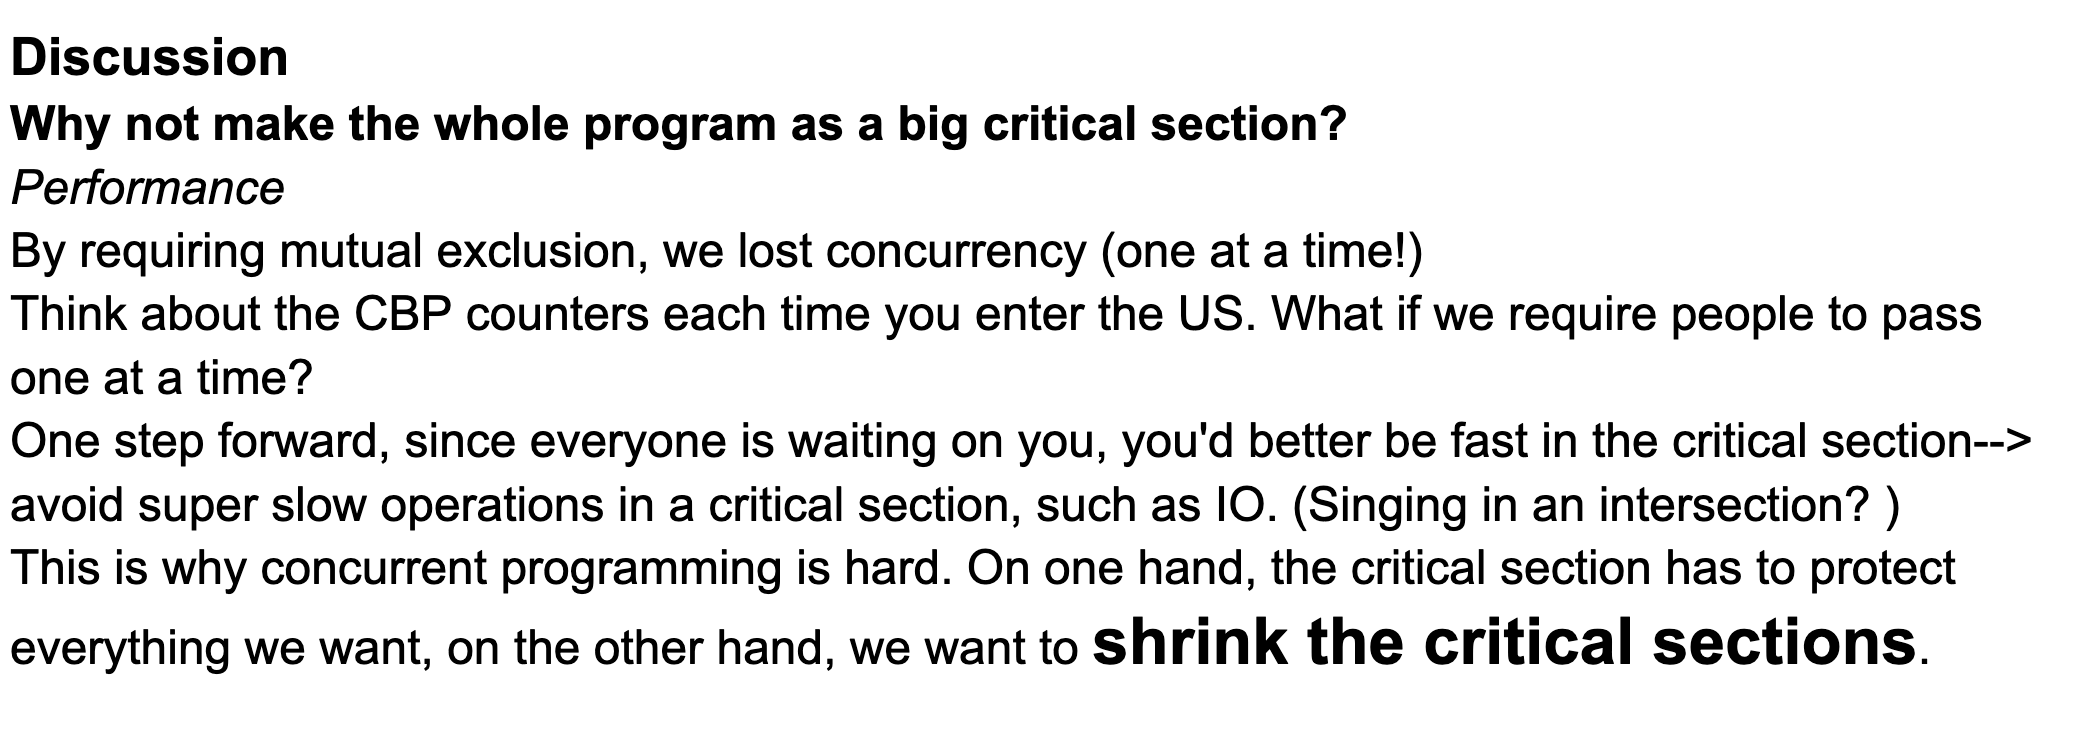 Discussion
Why not make the whole program as a big critical section?
Performance
By requiring mutual exclusion, we lost concurrency (one at a time!)
Think about the CBP counters each time you enter the US. What if we require people to pass
one at a time?
One step forward, since everyone is waiting on you, you'd better be fast in the critical section-->
avoid super slow operations in a critical section, such as IO. (Singing in an intersection? )
This is why concurrent programming is hard. On one hand, the critical section has to protect
everything we want, on the other hand, we want to shrink the critical sections.